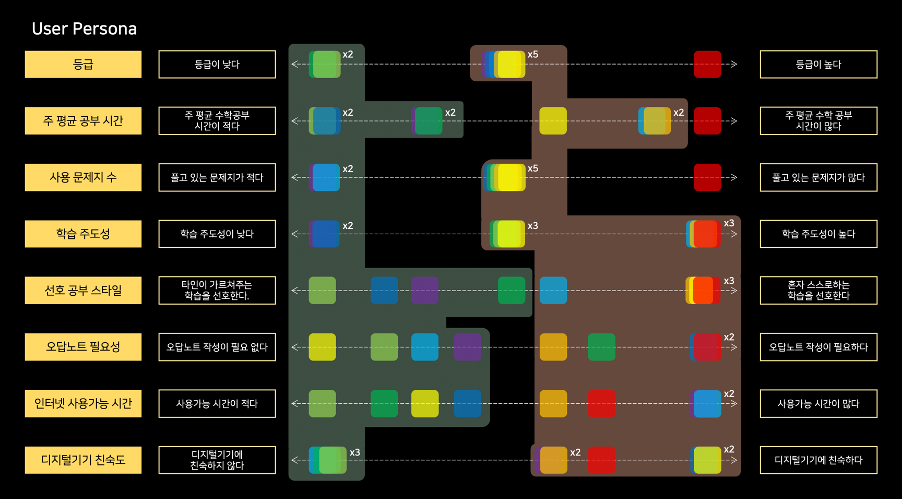 User Persona
등급
등급이 낮다
x2
x5
등급이 높다
주 평균 공부 시간
주 평균 수학공부
시간이 적다
x2
x2
x2
주 평균 수학 공부
시간이 많다
사용 문제지 수
풀고 있는 문제지가 적다
x2
x5
풀고 있는 문제지가 많다
학습 주도성
학습 주도성이 낮다
x2
x3
x3
학습 주도성이 높다
선호 공부 스타일
타인이 가르쳐주는
학습을 선호한다.
x3
혼자 스스로하는
학습을 선호한다
오답노트 필요성
오답노트 작성이 필요 없다
x2
오답노트 작성이 필요하다
인터넷 사용가능 시간
사용가능 시간이 적다
x2
사용가능 시간이 많다
디지털기기 친숙도
디지털기기에
친숙하지 않다
x3
x2
x2
디지털기기에 친숙하다